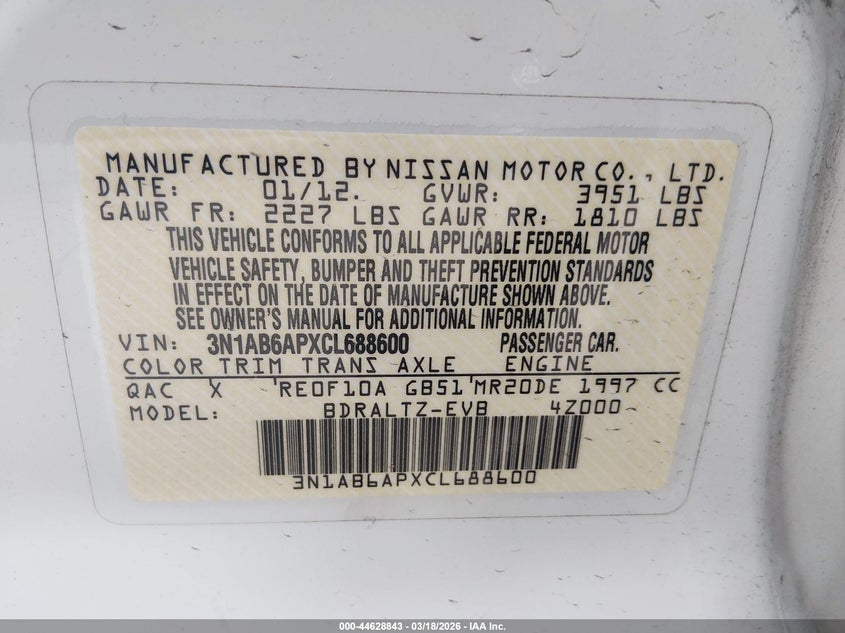 MANUFACTURED BY NISSAN MOTOR CO., LTD.
DATE: 01/12. GVWR: 3951 LBS
GAWR FR: 2227 LBS GAWR RR: 1810 LBS
THIS VEHICLE CONFORMS TO ALL APPLICABLE FEDERAL MOTOR
VEHICLE SAFETY, BUMPER AND THEFT PREVENTION STANDARDS
IN EFFECT ON THE DATE OF MANUFACTURE SHOWN ABOVE.
SEE OWNER'S MANUAL FOR ADDITIONAL INFORMATION.
VIN: 3N1AB6APXCL688600 PASSENGER CAR.
COLOR TRIM TRANS AXLE ENGINE
QAC X RE0F10A GB51 MR20DE 1997 CC
MODEL: BDRALTZ-EVB 4Z000-
3N1AB6APXCL688600
000-44628843 - 03/18/2026 - IAA Inc.